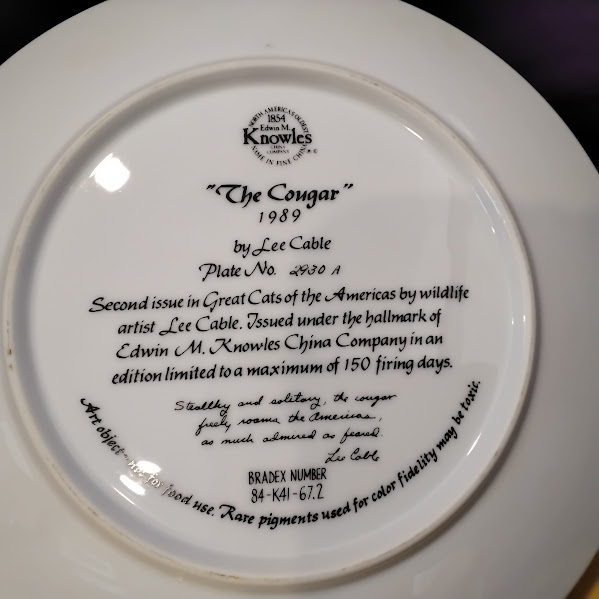 NORTH AMERICA'S OLDEST
1854
Edwin M.
Knowles
CHINA
COMPANY
NAME IN FINE CHINA
"The Cougar"
1989
by Lee Cable
Plate No. 2930 A
Second issue in Great Cats of the Americas by wildlife
artist Lee Cable. Issued under the hallmark of
Edwin M. Knowles China Company in an
edition limited to a maximum of 150 firing days.
Stealthy and solitary, the cougar
freely roams the Americas,
as much admired as feared.
Lee Cable
BRADEX NUMBER
84-K41-67.2
Art object for food use. Rare pigments used for color fidelity may be toxic.